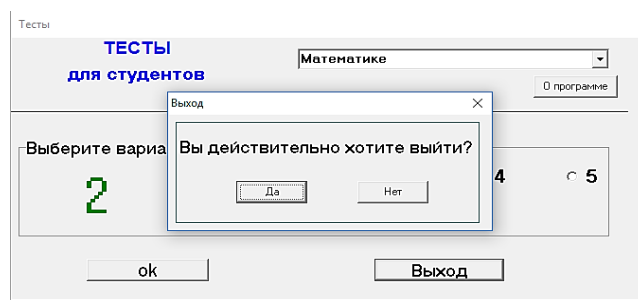 Тесты
ТЕСТЫ
для студентов
Математике
О программе
Выход
Выберите вариа
Вы действительно хотите выйти?
2
4
5
Да
Нет
ok
Выход